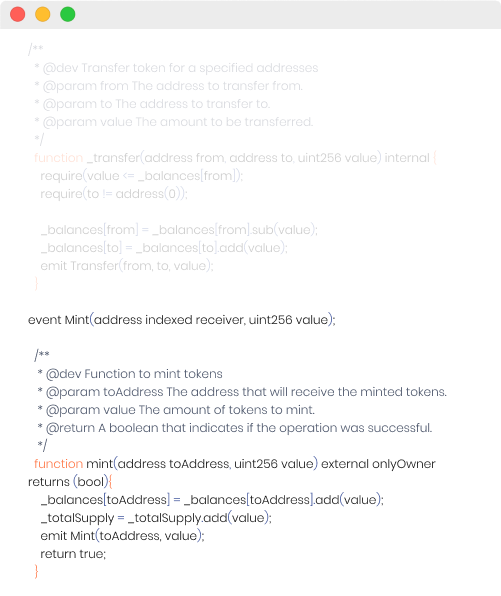 /**
* @dev Transfer token for a specified addresses
* @param from The address to transfer from.
* @param to The address to transfer to.
* @param value The amount to be transferred.
*/
function _transfer(address from, address to, uint256 value) internal {
require(value <= _balances[from]);
require(to != address(0));
_balances[from] = _balances[from].sub(value);
_balances[to] = _balances[to].add(value);
emit Transfer(from, to, value);
}
event Mint(address indexed receiver, uint256 value);
/**
* @dev Function to mint tokens
* @param toAddress The address that will receive the minted tokens.
* @param value The amount of tokens to mint.
* @return A boolean that indicates if the operation was successful.
*/
function mint(address toAddress, uint256 value) external onlyOwner
returns (bool){
_balances[toAddress] = _balances[toAddress].add(value);
_totalSupply = _totalSupply.add(value);
emit Mint(toAddress, value);
return true;
}